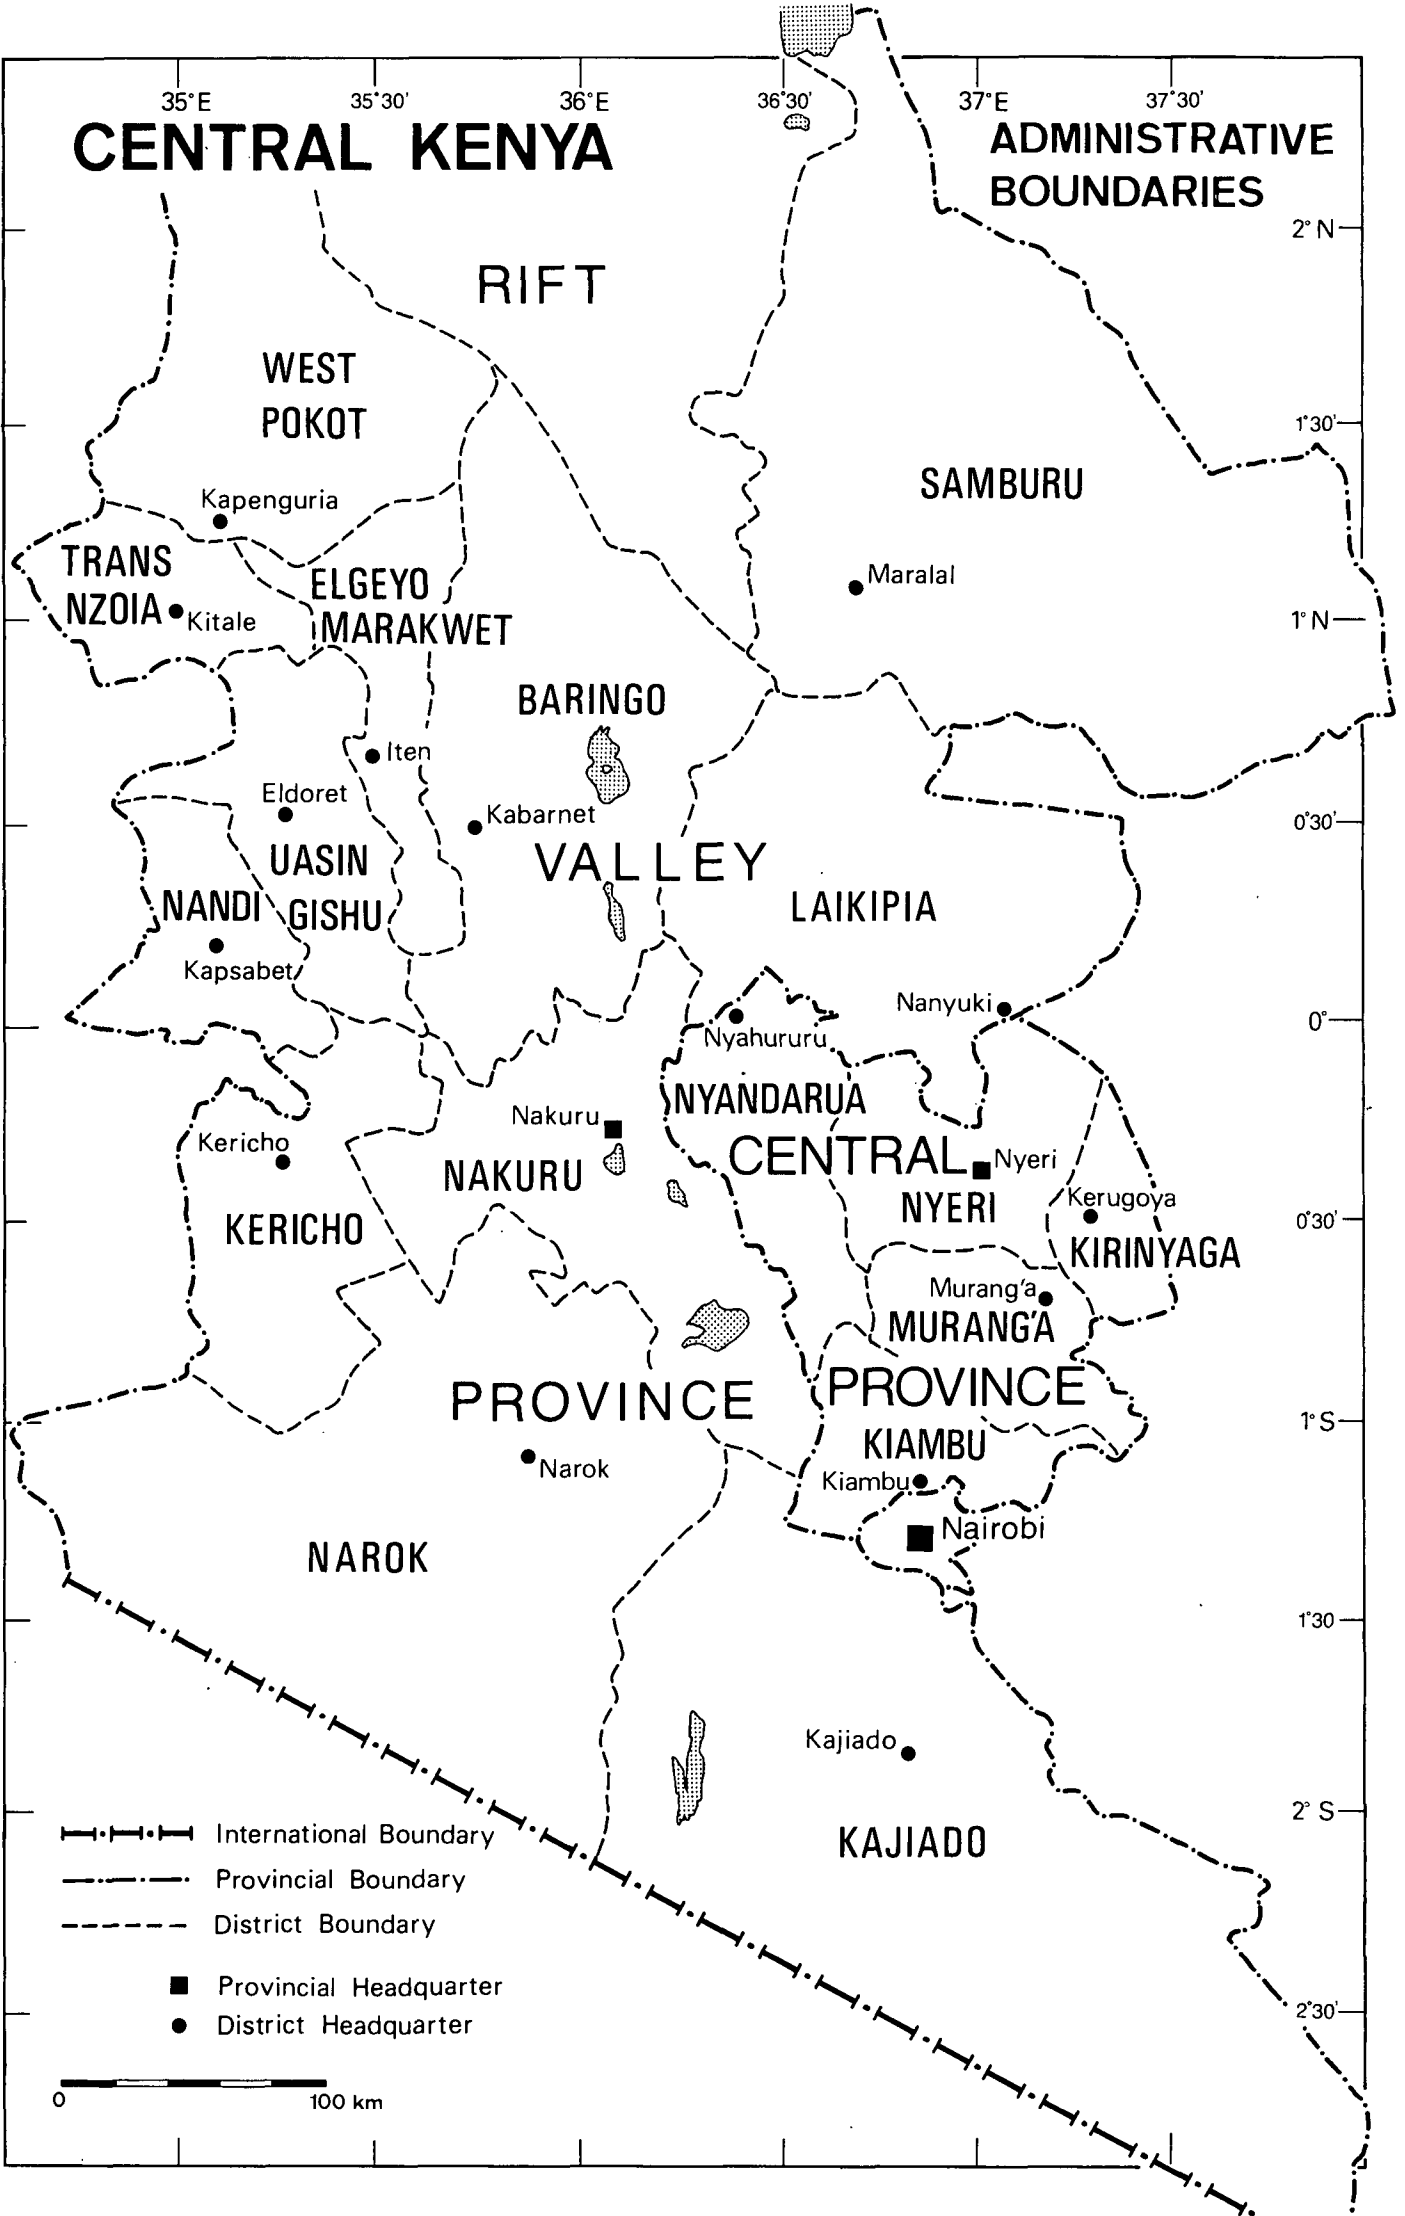 35°E
35°30'
36°E
36°30'
37°E
37°30'
CENTRAL KENYA
ADMINISTRATIVE
BOUNDARIES
2° N
RIFT
WEST
POKOT
1°30'
SAMBURU
Kapenguria
TRANS
NZOIA
Kitale
ELGEYO
MARAKWET
Maralal
1° N
BARINGO
Iten
Eldoret
Kabarnet
0°30'
UASIN
GISHU
VALLEY
NANDI
LAIKIPIA
Kapsabet
Nanyuki
0°
Nyahururu
NYANDARUA
Nakuru
Kericho
CENTRAL
Nyeri
NAKURU
NYERI
Kerugoya
0°30'
KERICHO
KIRINYAGA
Murang'a
MURANG'A
PROVINCE
PROVINCE
1° S
KIAMBU
Narok
Kiambu
Nairobi
NAROK
1°30
Kajiado
2° S
KAJIADO
International Boundary
Provincial Boundary
District Boundary
Provincial Headquarter
District Headquarter
2°30'
0
100 km